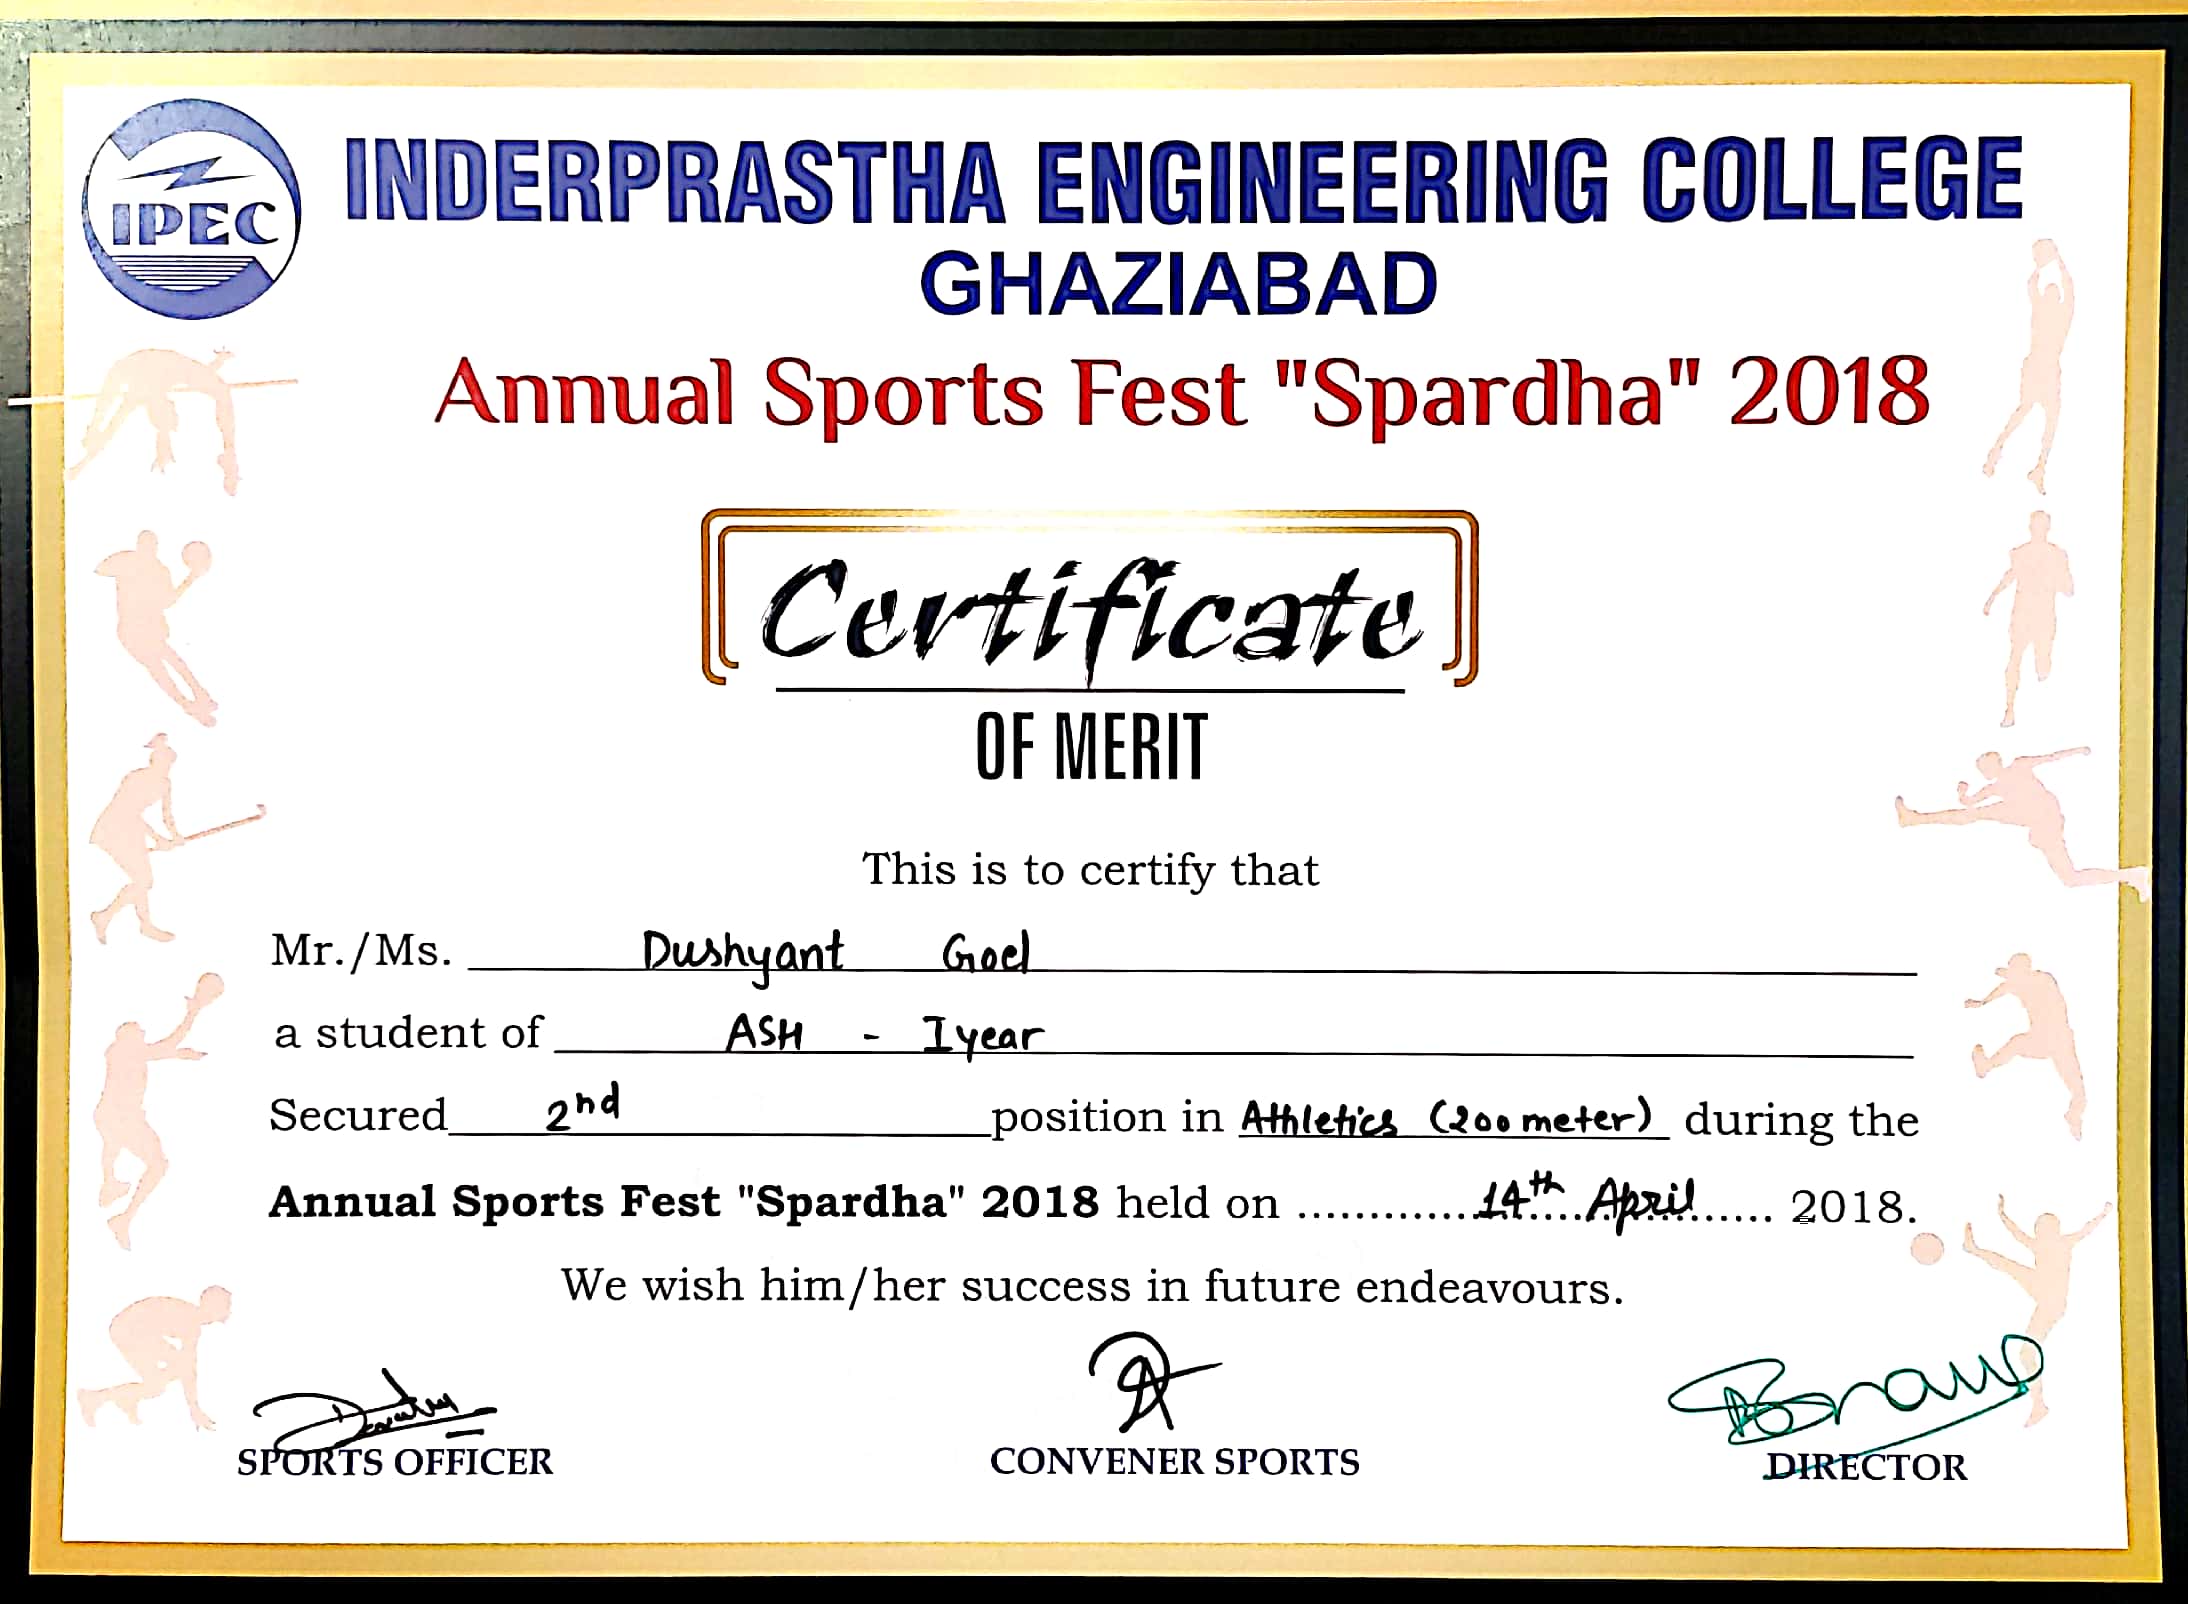 IPEC
INDERPRASTHA ENGINEERING COLLEGE
GHAZIABAD
Annual Sports Fest "Spardha" 2018
Certificate
OF MERIT
This is to certify that
Mr./Ms. Dushyant Goel
a student of ASH - I year
Secured 2nd position in Athletics (200 meter) during the
Annual Sports Fest "Spardha" 2018 held on ............14th....April...... 2018.
We wish him/her success in future endeavours.
SPORTS OFFICER CONVENER SPORTS DIRECTOR